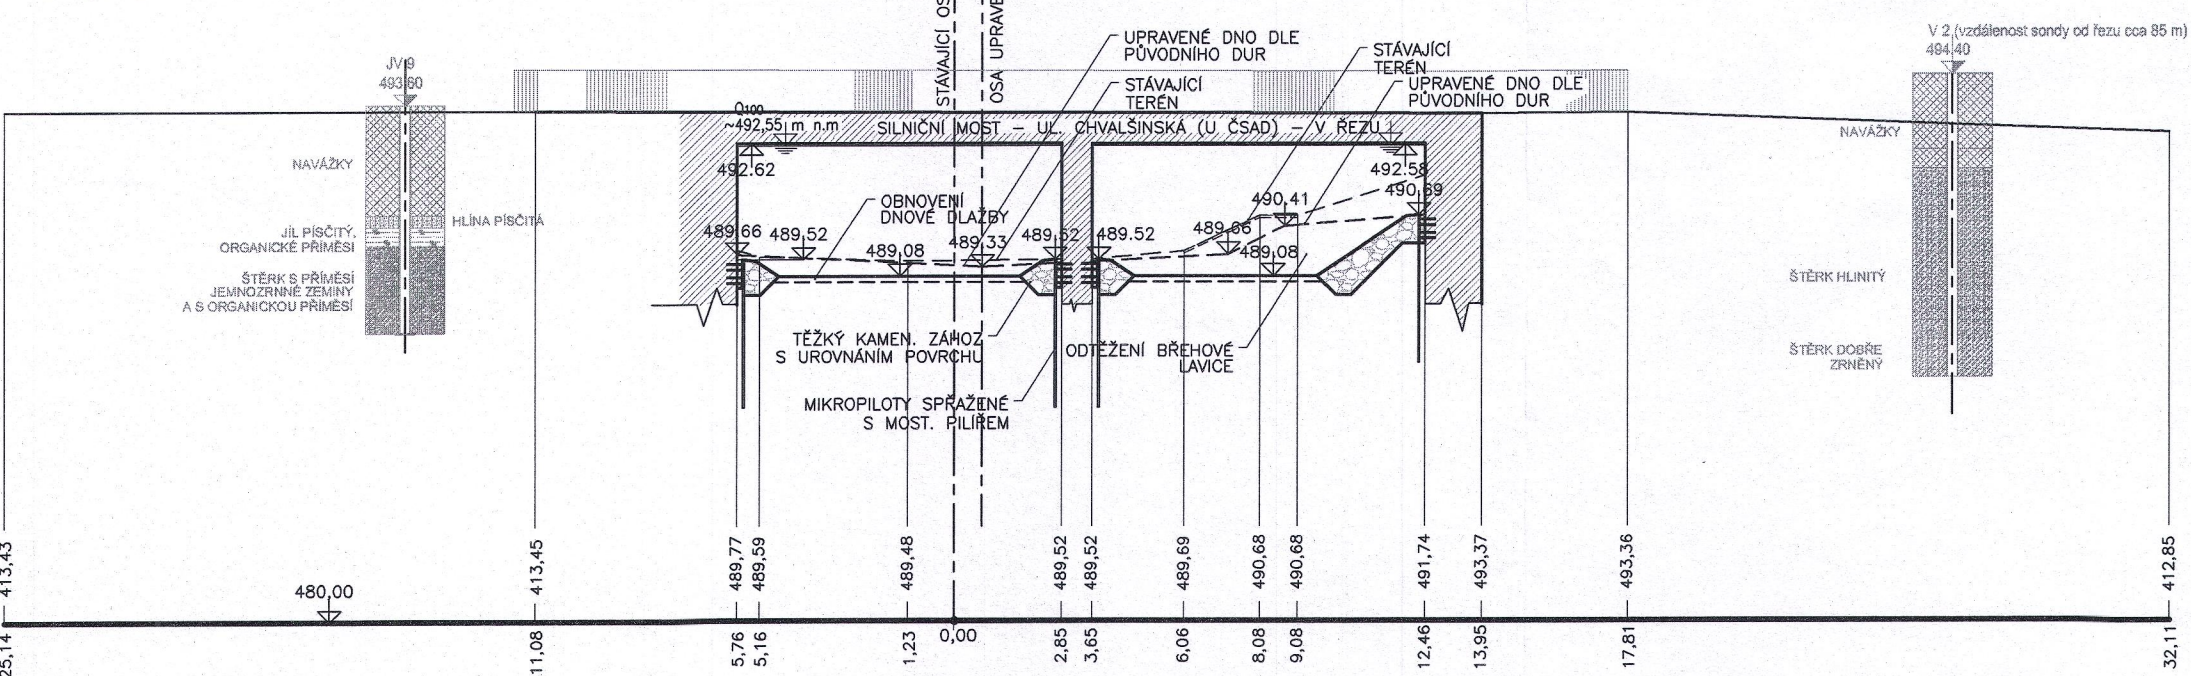 STÁVAJÍCÍ
OSA UPRAVE
V 2 (vzdálenost sondy od řezu cca 85 m)
494,40
JV 9
493,60
UPRAVENÉ DNO DLE
PŮVODNÍHO DUR
STÁVAJÍCÍ
TERÉN
STÁVAJÍCÍ
TERÉN
UPRAVENÉ DNO DLE
PŮVODNÍHO DUR
Q100
~492,55 m n.m
SILNIČNÍ MOST – UL. CHVALŠINSKÁ (U ČSAD) – V ŘEZU
NAVÁŽKY
NAVÁŽKY
492.62
492.58
490.69
490.41
OBNOVENÍ
DNOVÉ DLAŽBY
HLÍNA PÍSČITÁ
JÍL PÍSČITÝ,
ORGANICKÉ PŘÍMĚSI
489.66
489.52
489.08
489.33
489.52
489.52
489.66
489.08
ŠTĚRK S PŘÍMĚSÍ
JEMNOZRNNÉ ZEMINY
A S ORGANICKOU PŘÍMĚSÍ
ŠTĚRK HLINITÝ
TĚŽKÝ KAMEN. ZÁHOZ
S UROVNÁNÍM POVRCHU
ODTĚŽENÍ BŘEHOVÉ
LAVICE
ŠTĚRK DOBŘE
ZRNĚNÝ
MIKROPILOTY SPŘAŽENÉ
S MOST. PILÍŘEM
413,43
413,45
489,77
489,59
489,48
489,52
489,52
489,69
490,68
490,68
491,74
493,37
493,36
412,85
480,00
25,14
11,08
5,76
5,16
1,23
0,00
2,85
3,65
6,06
8,08
9,08
12,46
13,95
17,81
32,11